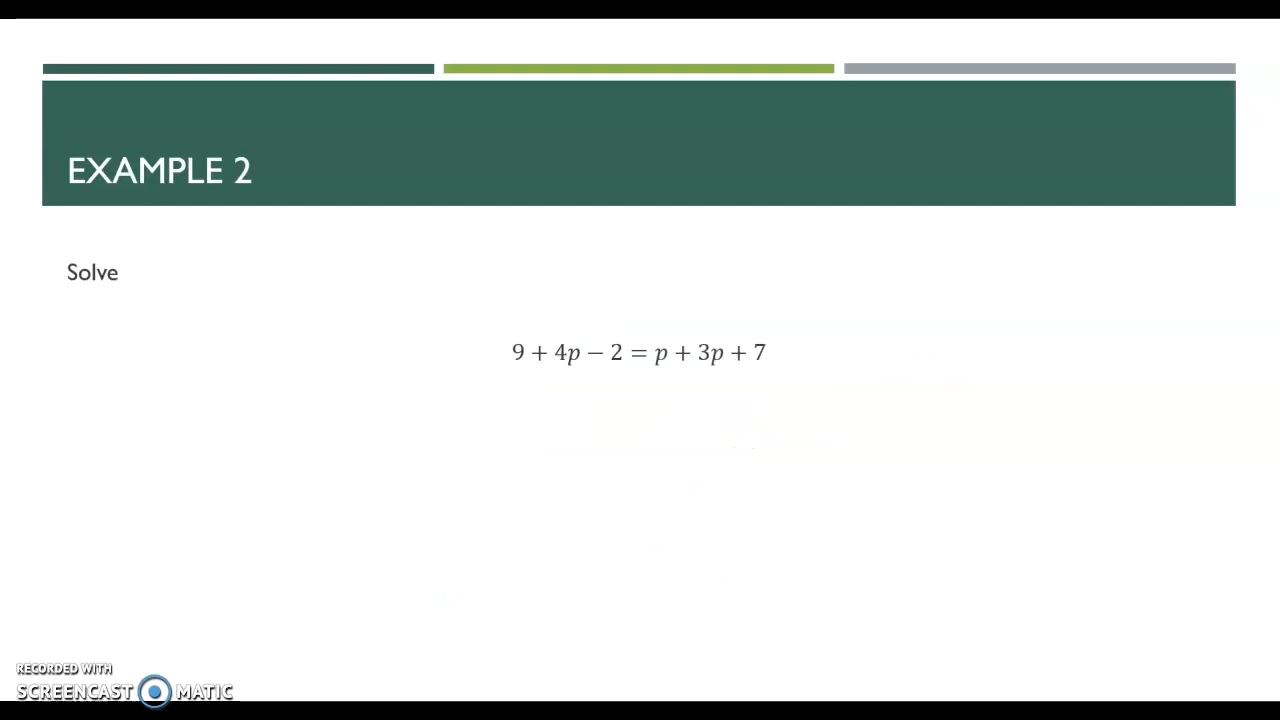 EXAMPLE 2
Solve
9 + 4p − 2 = p + 3p + 7
RECORDED WITH
SCREENCAST MATIC